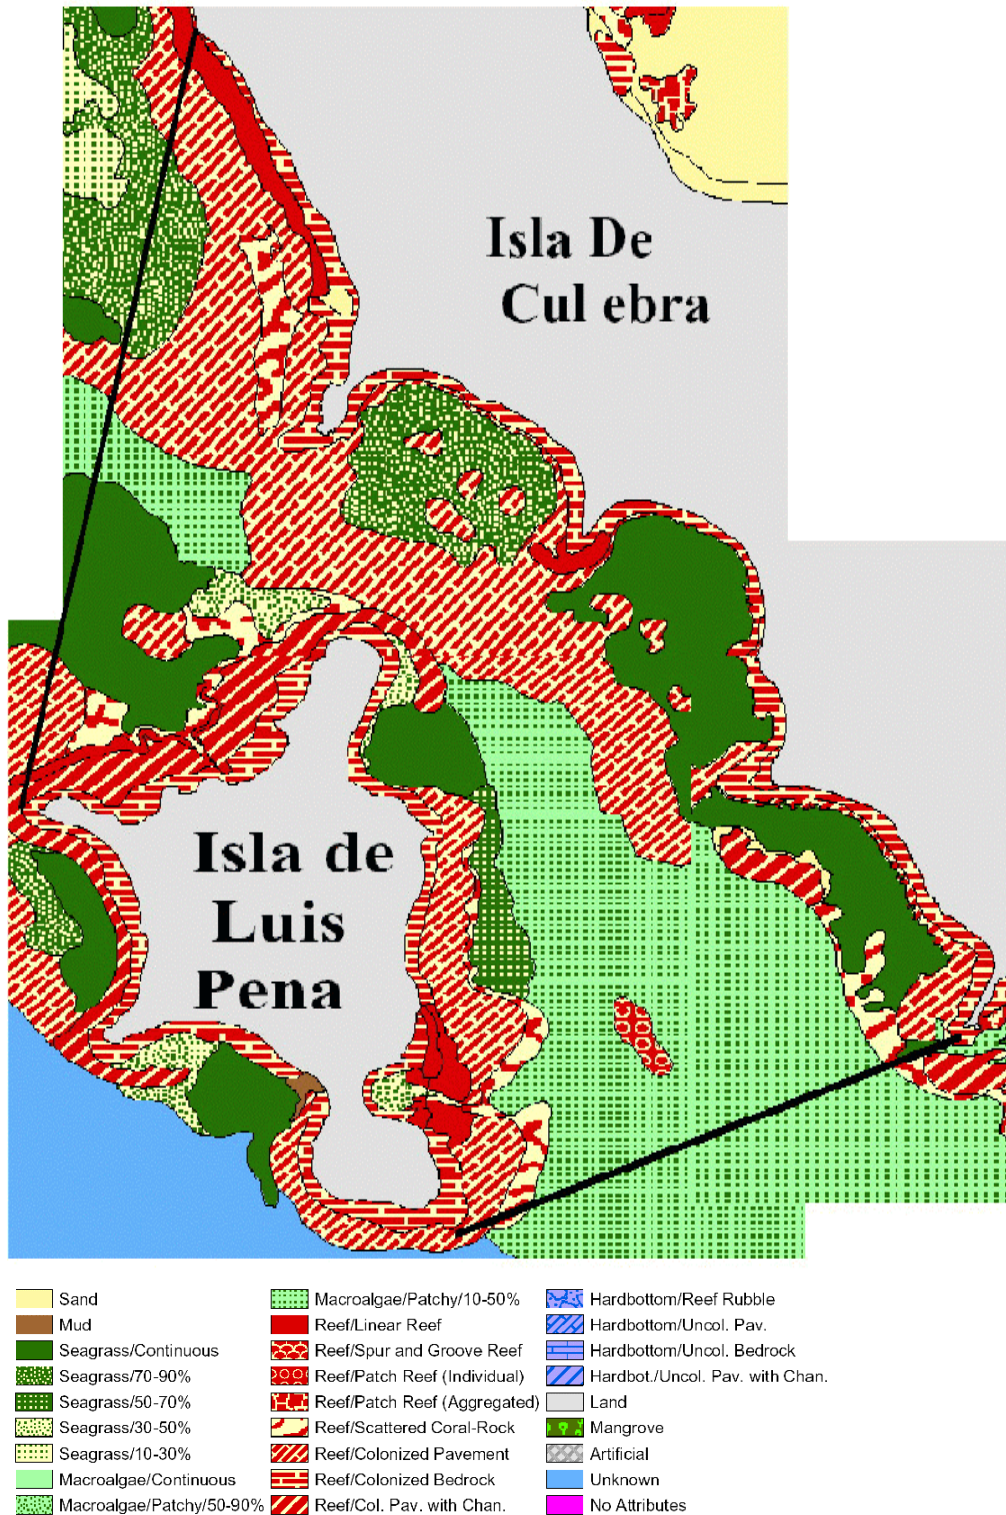 Isla De
Cul ebra
Isla de
Luis
Pena
Sand
Mud
Seagrass/Continuous
Seagrass/70-90%
Seagrass/50-70%
Seagrass/30-50%
Seagrass/10-30%
Macroalgae/Continuous
Macroalgae/Patchy/50-90%
Macroalgae/Patchy/10-50%
Reef/Linear Reef
Reef/Spur and Groove Reef
Reef/Patch Reef (Individual)
Reef/Patch Reef (Aggregated)
Reef/Scattered Coral-Rock
Reef/Colonized Pavement
Reef/Colonized Bedrock
Reef/Col. Pav. with Chan.
Hardbottom/Reef Rubble
Hardbottom/Uncol. Pav.
Hardbottom/Uncol. Bedrock
Hardbot./Uncol. Pav. with Chan.
Land
Mangrove
Artificial
Unknown
No Attributes